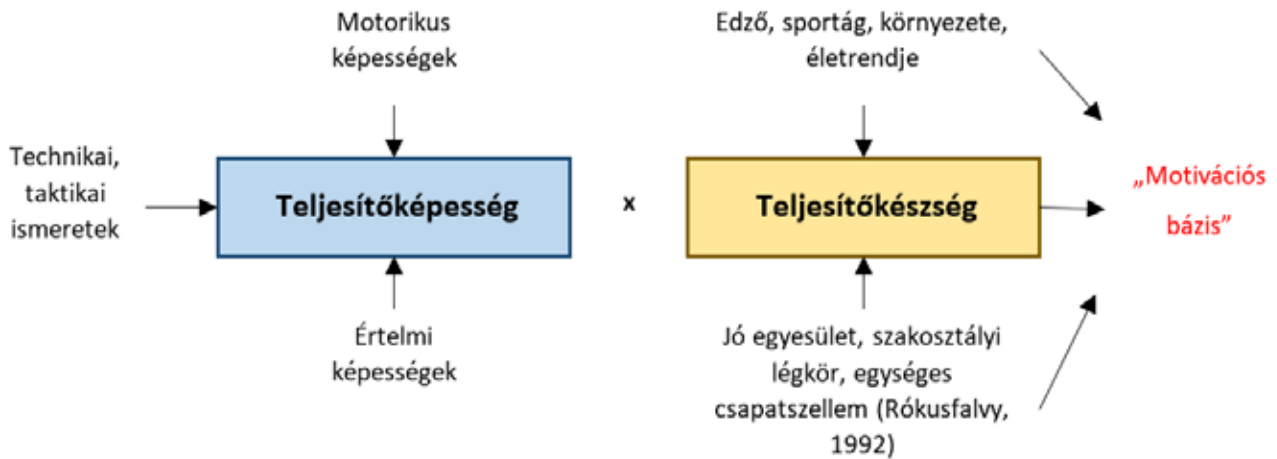 Motorikus
képességek
Edző, sportág, környezete,
életrendje
Technikai,
taktikai
ismeretek
Teljesítőképesség
x
Teljesítőkészség
„Motivációs
bázis”
Értelmi
képességek
Jó egyesület, szakosztályi
légkör, egységes
csapatszellem (Rókusfalvy,
1992)